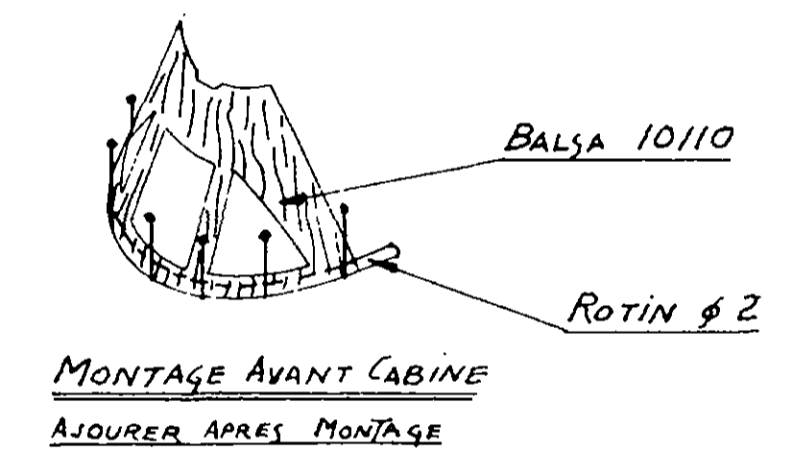 BALSA 10/10
ROTIN ϕ 2
MONTAGE AVANT CABINE
AJOURER APRES MONTAGE